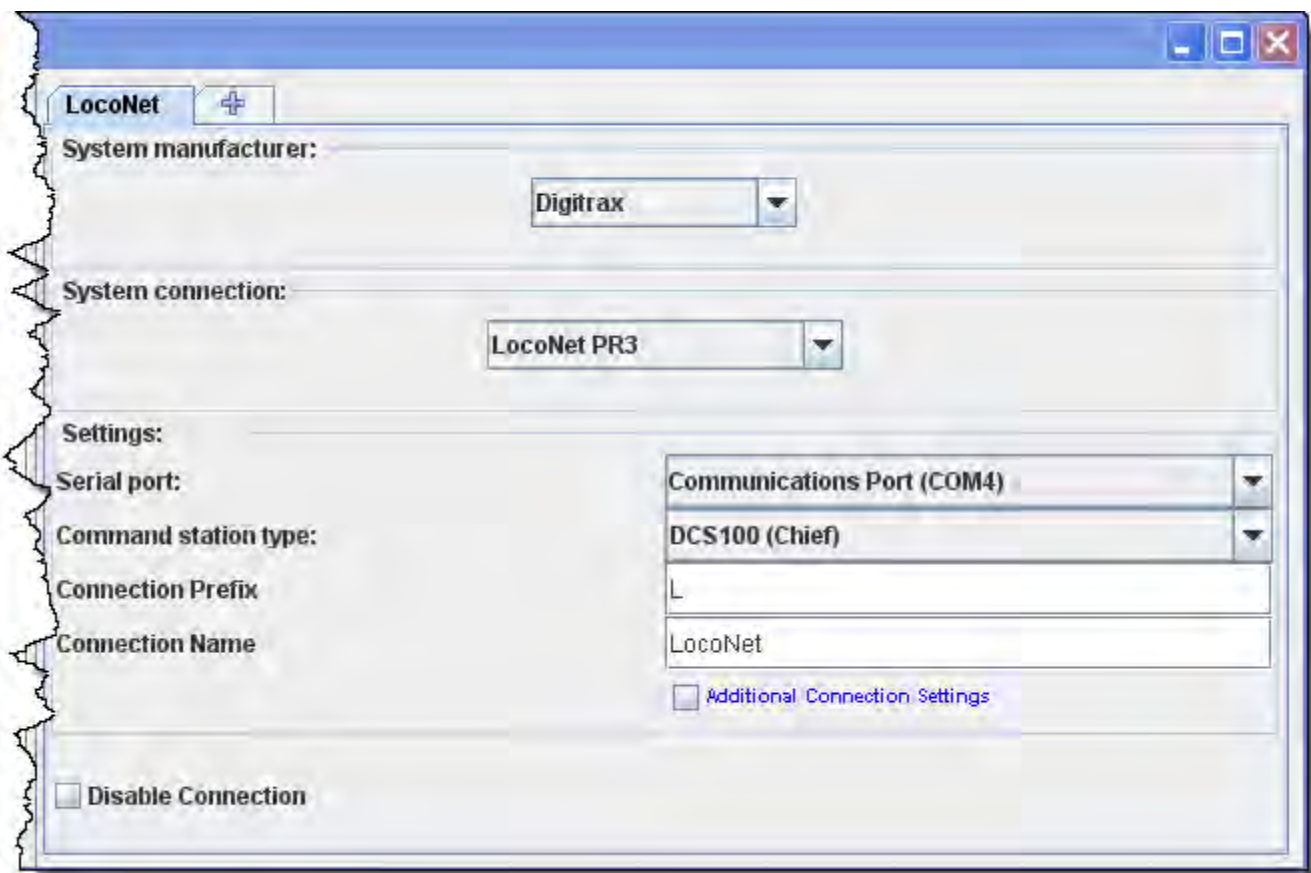 LocoNet
System manufacturer:
Digitrax
System connection:
LocoNet PR3
Settings:
Serial port: Communications Port (COM4)
Command station type: DCS100 (Chief)
Connection Prefix L
Connection Name LocoNet
Additional Connection Settings
Disable Connection